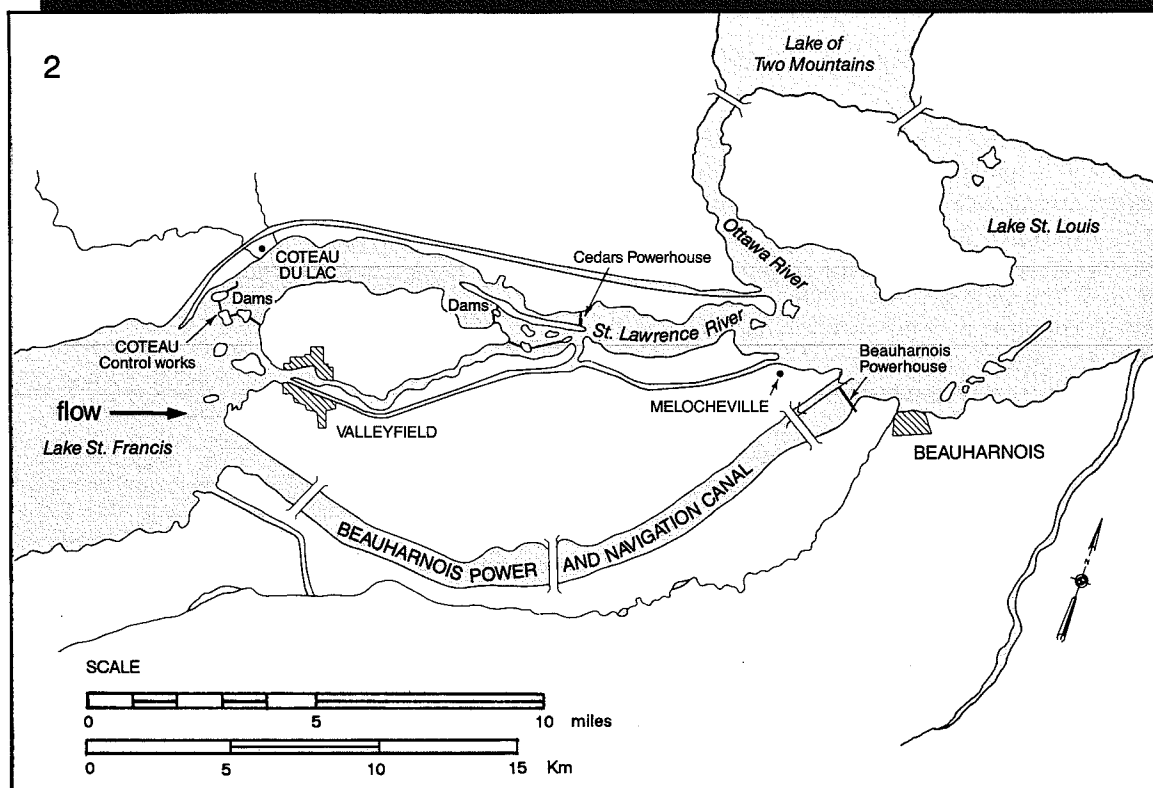 2
Lake of
Two Mountains
Ottawa River
Lake St. Louis
COTEAU
DU LAC
Cedars Powerhouse
Dams
Dams
St. Lawrence River
COTEAU
Control works
Beauharnois
Powerhouse
flow
MELOCHEVILLE
VALLEYFIELD
Lake St. Francis
BEAUHARNOIS
BEAUHARNOIS POWER AND NAVIGATION CANAL
N
SCALE
0 5 10 miles
0 5 10 15 Km